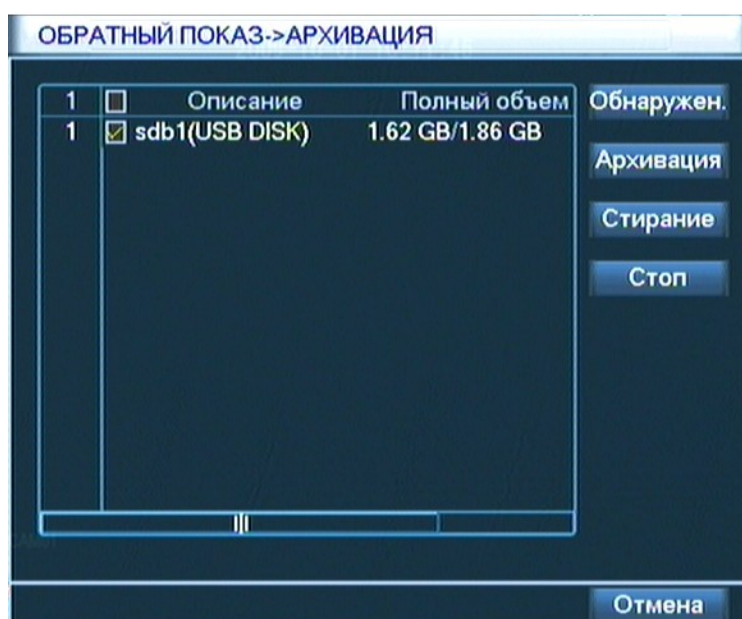 ОБРАТНЫЙ ПОКАЗ->АРХИВАЦИЯ
1 Описание Полный объем
1 sdb1(USB DISK) 1.62 GB/1.86 GB
Обнаружен.
Архивация
Стирание
Стоп
Отмена